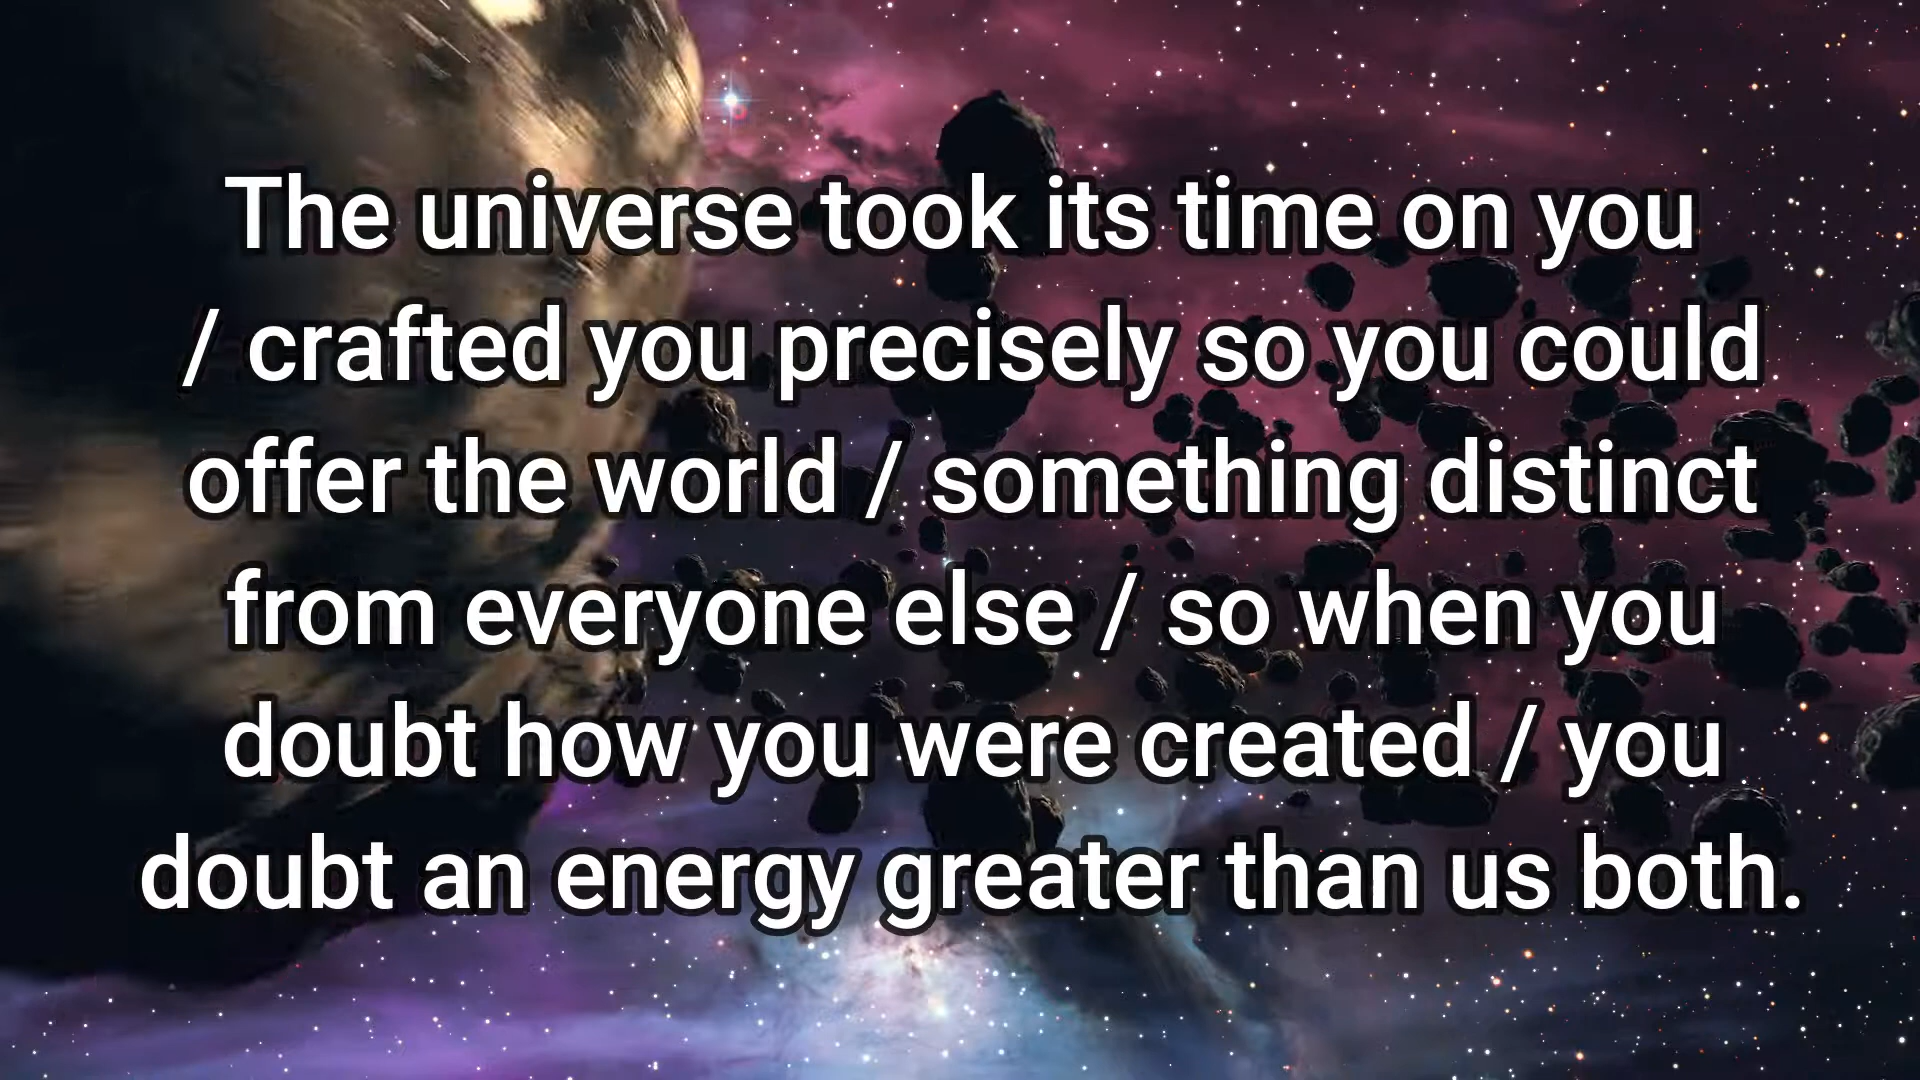 The universe took its time on you
/ crafted you precisely so you could
offer the world / something distinct
from everyone else / so when you
doubt how you were created / you
doubt an energy greater than us both.